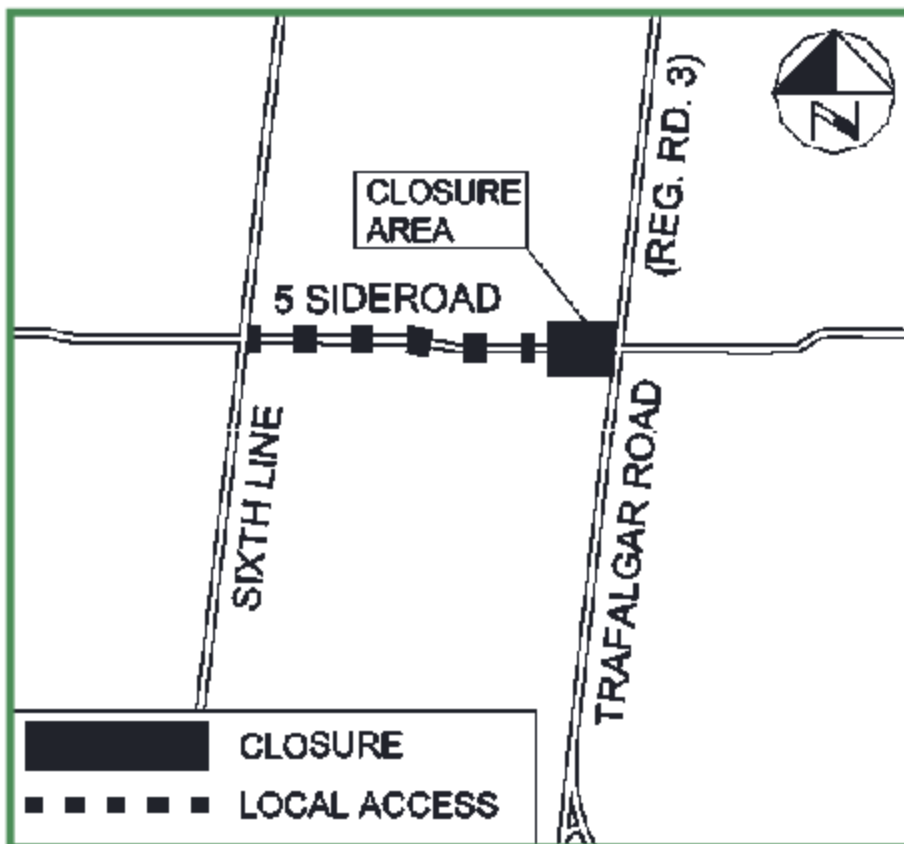 N
(REG. RD. 3)
CLOSURE
AREA
5 SIDEROAD
SIXTH LINE
TRAFALGAR ROAD
CLOSURE
LOCAL ACCESS